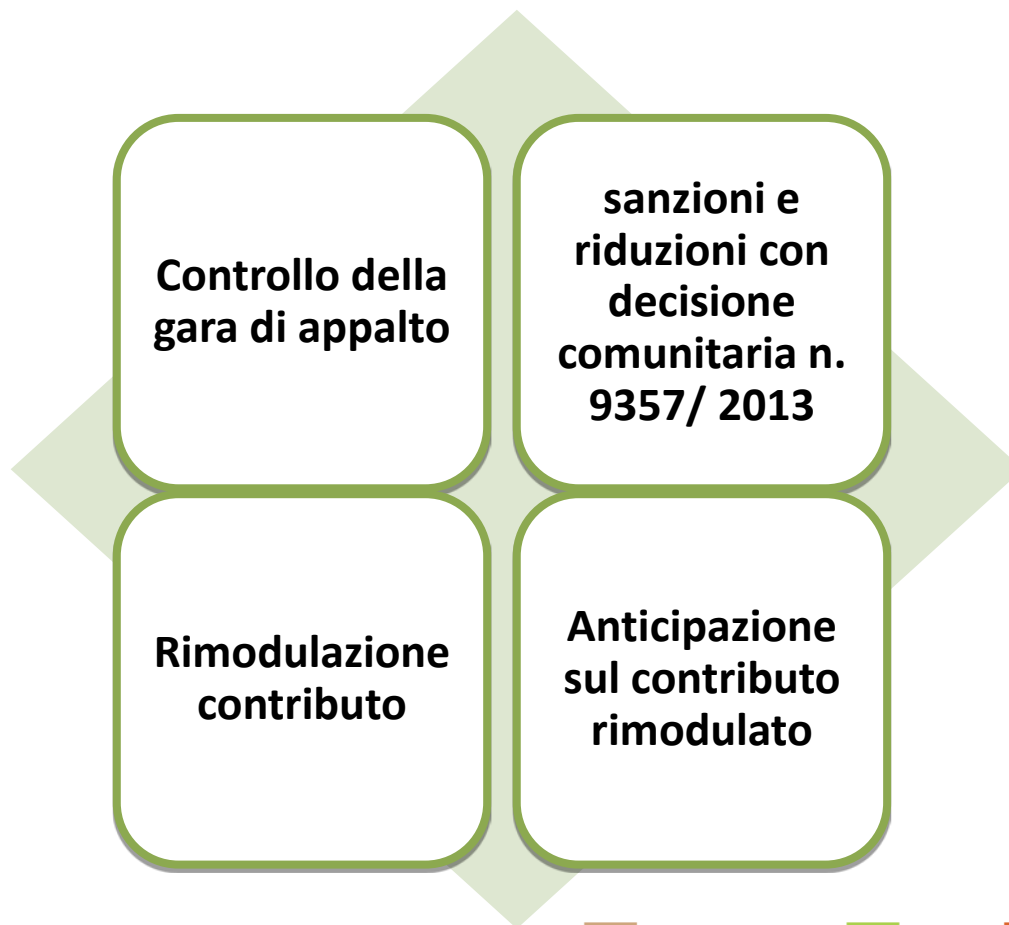 Controllo della
gara di appalto
sanzioni e
riduzioni con
decisione
comunitaria n.
9357/ 2013
Rimodulazione
contributo
Anticipazione
sul contributo
rimodulato